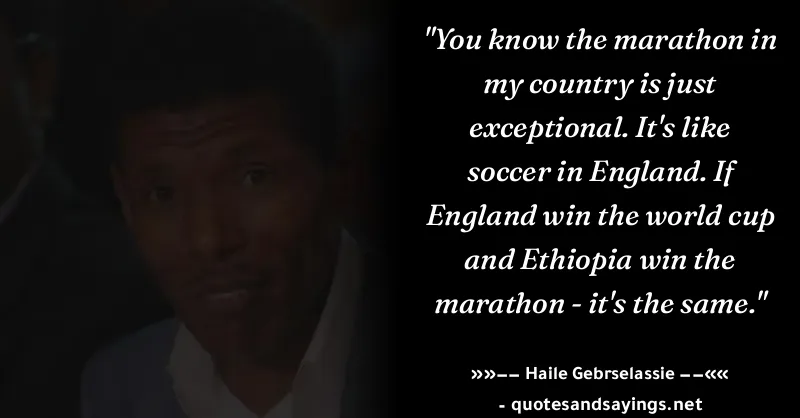 "You know the marathon in
my country is just
exceptional. It's like
soccer in England. If
England win the world cup
and Ethiopia win the
marathon - it's the same."
»»–– Haile Gebrselassie ––««
- quotesandsayings.net